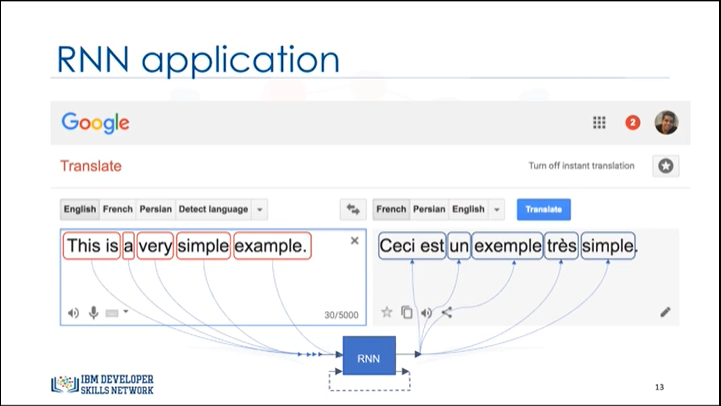 RNN application
Google
2
Translate
Turn off instant translation
English French Persian Detect language
French Persian English
Translate
This is a very simple example.
Ceci est un exemple très simple.
30/5000
RNN
IBM DEVELOPER
SKILLS NETWORK
13